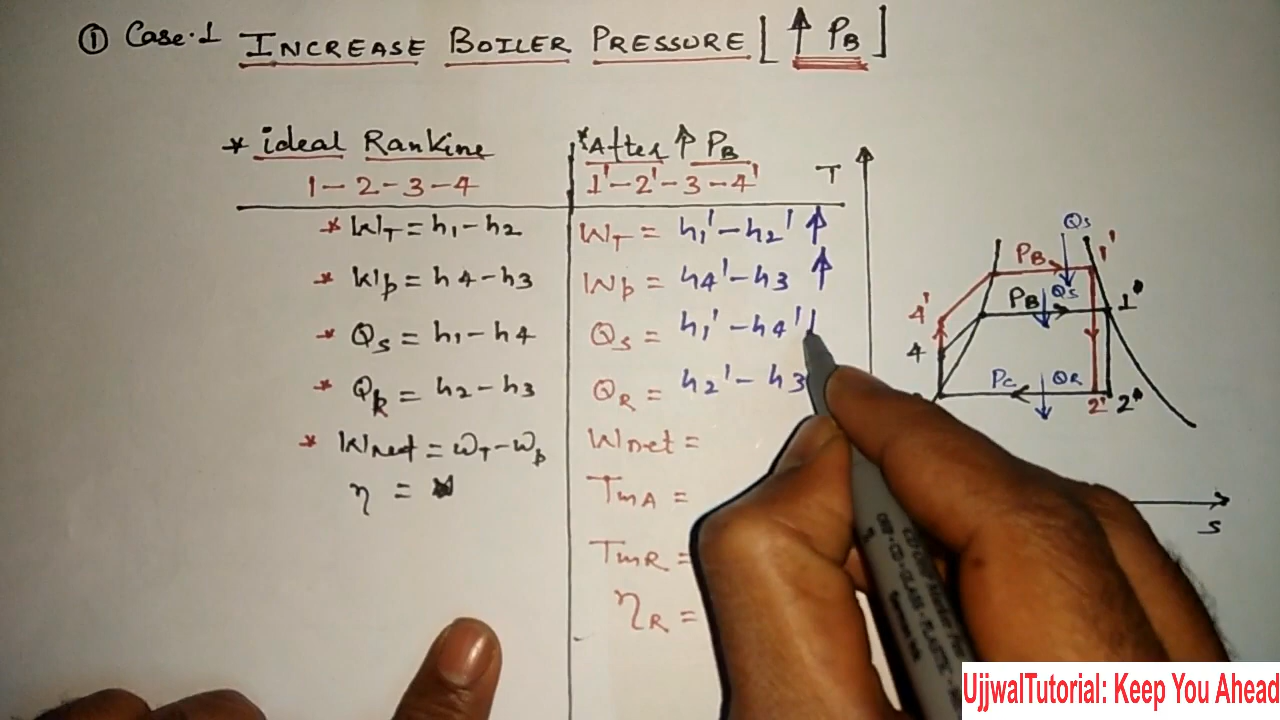 ① Case·1 INCREASE BOILER PRESSURE [↑ PB]
* ideal Rankine
1-2-3-4
* WT = h1-h2
* Wp = h4-h3
* Qs = h1-h4
* QR = h2-h3
* Wnet = WT-Wp
η =
*After ↑ PB
1'-2'-3-4'
WT = h1'-h2' ↑
Wp = h4'-h3 ↑
Qs = h1'-h4'
QR = h2'-h3
Wnet =
TmA =
TmR =
ηR =
T
Qs
PB 1'
PB Qs 1
4'
4
Pc QR
2' 2
S
UjjwalTutorial: Keep You Ahead